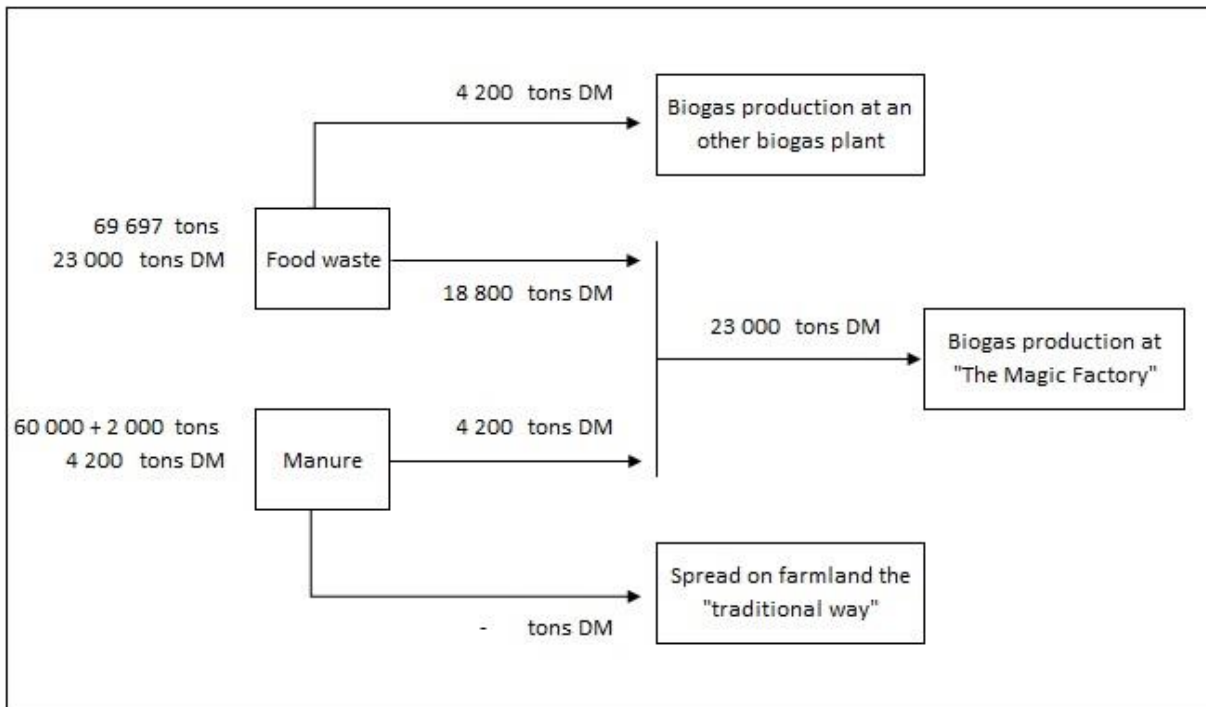 4 200 tons DM
Biogas production at an
other biogas plant
69 697 tons
23 000 tons DM
Food waste
18 800 tons DM
23 000 tons DM
Biogas production at
"The Magic Factory"
60 000 + 2 000 tons
4 200 tons DM
Manure
4 200 tons DM
Spread on farmland the
"traditional way"
- tons DM